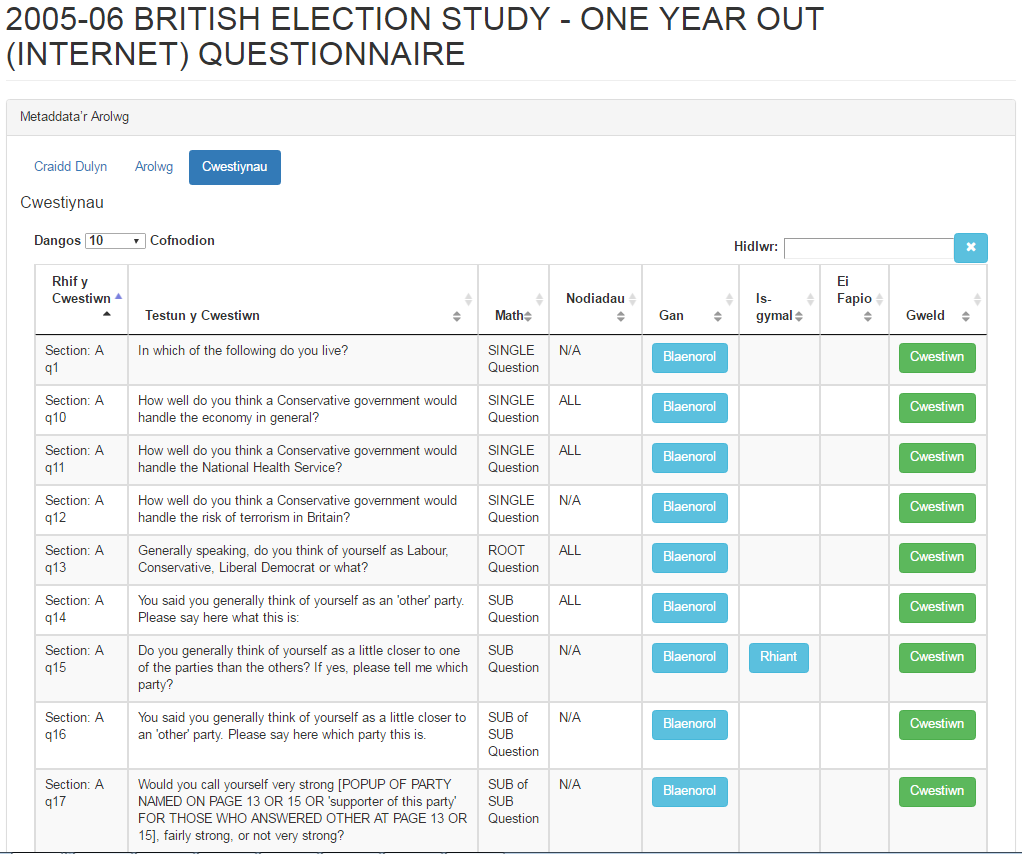 2005-06 BRITISH ELECTION STUDY - ONE YEAR OUT
(INTERNET) QUESTIONNAIRE
Metaddata'r Arolwg
Craidd Dulyn Arolwg Cwestiynau
Cwestiynau
Dangos 10 Cofnodion
Hidlwr:
Rhif y
Cwestiwn
Testun y Cwestiwn
Math
Nodiadau
Gan
Is-
gymal
Ei
Fapio
Gweld
Section: A
q1
In which of the following do you live?
SINGLE
Question
N/A
Blaenorol
Cwestiwn
Section: A
q10
How well do you think a Conservative government would
handle the economy in general?
SINGLE
Question
ALL
Blaenorol
Cwestiwn
Section: A
q11
How well do you think a Conservative government would
handle the National Health Service?
SINGLE
Question
ALL
Blaenorol
Cwestiwn
Section: A
q12
How well do you think a Conservative government would
handle the risk of terrorism in Britain?
SINGLE
Question
N/A
Blaenorol
Cwestiwn
Section: A
q13
Generally speaking, do you think of yourself as Labour,
Conservative, Liberal Democrat or what?
ROOT
Question
ALL
Blaenorol
Cwestiwn
Section: A
q14
You said you generally think of yourself as an 'other' party.
Please say here what this is:
SUB
Question
ALL
Blaenorol
Cwestiwn
Section: A
q15
Do you generally think of yourself as a little closer to one
of the parties than the others? If yes, please tell me which
party?
SUB
Question
N/A
Blaenorol
Rhiant
Cwestiwn
Section: A
q16
You said you generally think of yourself as a little closer to
an 'other' party. Please say here which party this is.
SUB of
SUB
Question
N/A
Blaenorol
Cwestiwn
Section: A
q17
Would you call yourself very strong [POPUP OF PARTY
NAMED ON PAGE 13 OR 15 OR 'supporter of this party'
FOR THOSE WHO ANSWERED OTHER AT PAGE 13 OR
15], fairly strong, or not very strong?
SUB of
SUB
Question
N/A
Blaenorol
Cwestiwn